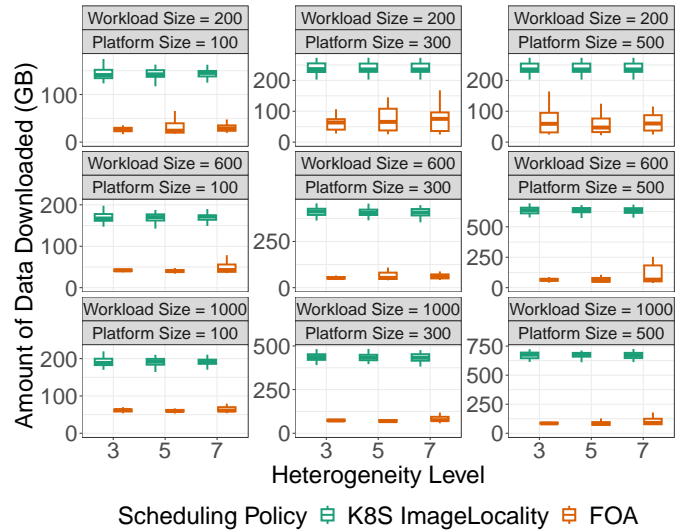 Amount of Data Downloaded (GB)
Workload Size = 200 Workload Size = 200 Workload Size = 200
Platform Size = 100 Platform Size = 300 Platform Size = 500
100 0
200 100 0
200 100 0
Workload Size = 600 Workload Size = 600 Workload Size = 600
Platform Size = 100 Platform Size = 300 Platform Size = 500
200 100 0
250 0
500 250 0
Workload Size = 1000 Workload Size = 1000 Workload Size = 1000
Platform Size = 100 Platform Size = 300 Platform Size = 500
200 100 0
500 250 0
750 500 250 0
3 5 7 3 5 7 3 5 7
Heterogeneity Level
Scheduling Policy K8S ImageLocality FOA